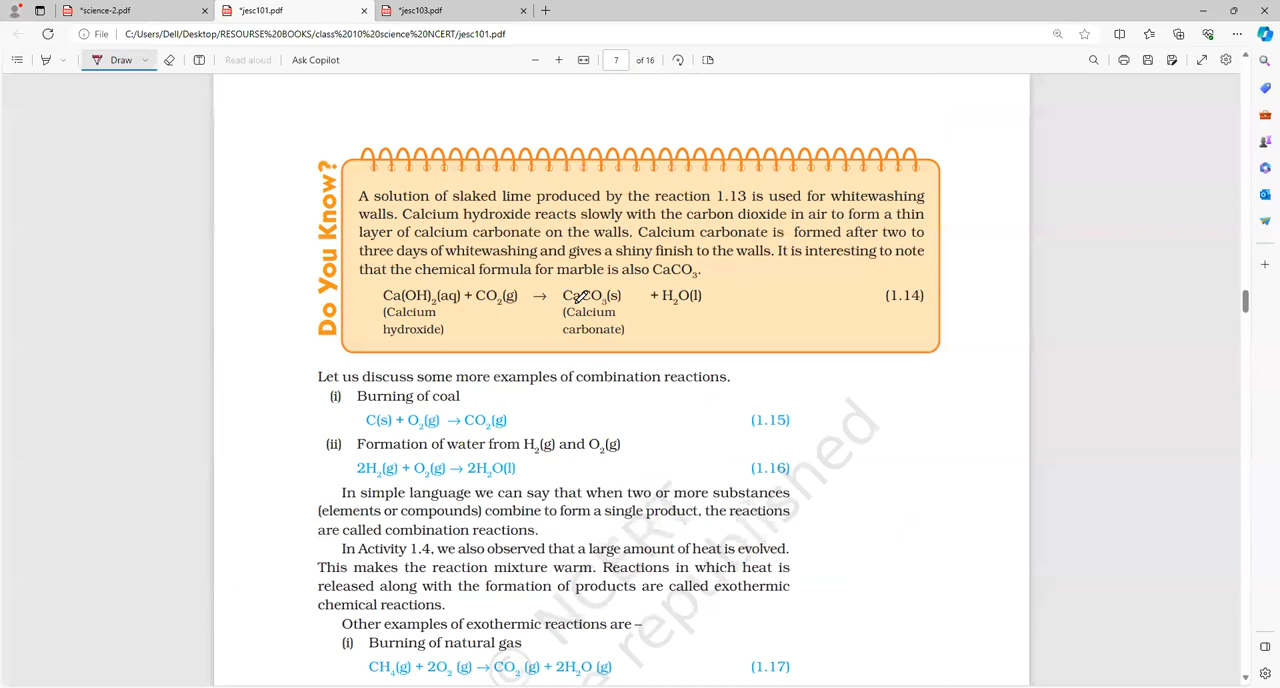 *science-2.pdf
*jesc101.pdf
*jesc103.pdf
File
C:/Users/Dell/Desktop/RESOURSE%20BOOKS/class%2010%20science%20NCERT/jesc101.pdf
Draw
Read aloud
Ask Copilot
7 of 16
Do You Know?
A solution of slaked lime produced by the reaction 1.13 is used for whitewashing
walls. Calcium hydroxide reacts slowly with the carbon dioxide in air to form a thin
layer of calcium carbonate on the walls. Calcium carbonate is formed after two to
three days of whitewashing and gives a shiny finish to the walls. It is interesting to note
that the chemical formula for marble is also CaCO₃.
Ca(OH)₂(aq) + CO₂(g) → CaCO₃(s) + H₂O(l) (1.14)
(Calcium (Calcium
hydroxide) carbonate)
Let us discuss some more examples of combination reactions.
(i) Burning of coal
C(s) + O₂(g) → CO₂(g) (1.15)
(ii) Formation of water from H₂(g) and O₂(g)
2H₂(g) + O₂(g) → 2H₂O(l) (1.16)
In simple language we can say that when two or more substances
(elements or compounds) combine to form a single product, the reactions
are called combination reactions.
In Activity 1.4, we also observed that a large amount of heat is evolved.
This makes the reaction mixture warm. Reactions in which heat is
released along with the formation of products are called exothermic
chemical reactions.
Other examples of exothermic reactions are –
(i) Burning of natural gas
CH₄(g) + 2O₂ (g) → CO₂ (g) + 2H₂O (g) (1.17)
© NCERT
be republished